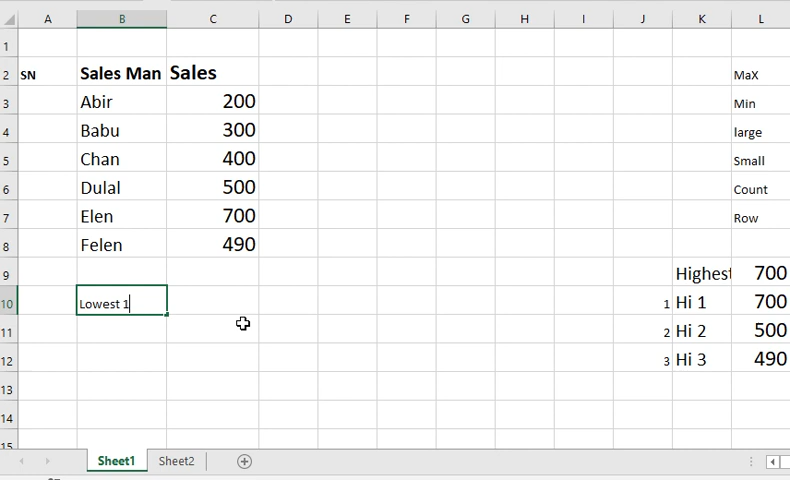 A B C D E F G H I J K L
1
2 SN Sales Man Sales MaX
3 Abir 200 Min
4 Babu 300 large
5 Chan 400 Small
6 Dulal 500 Count
7 Elen 700 Row
8 Felen 490
9 Highest 700
10 Lowest 1 1 Hi 1 700
11 2 Hi 2 500
12 3 Hi 3 490
13
14
15
Sheet1 Sheet2